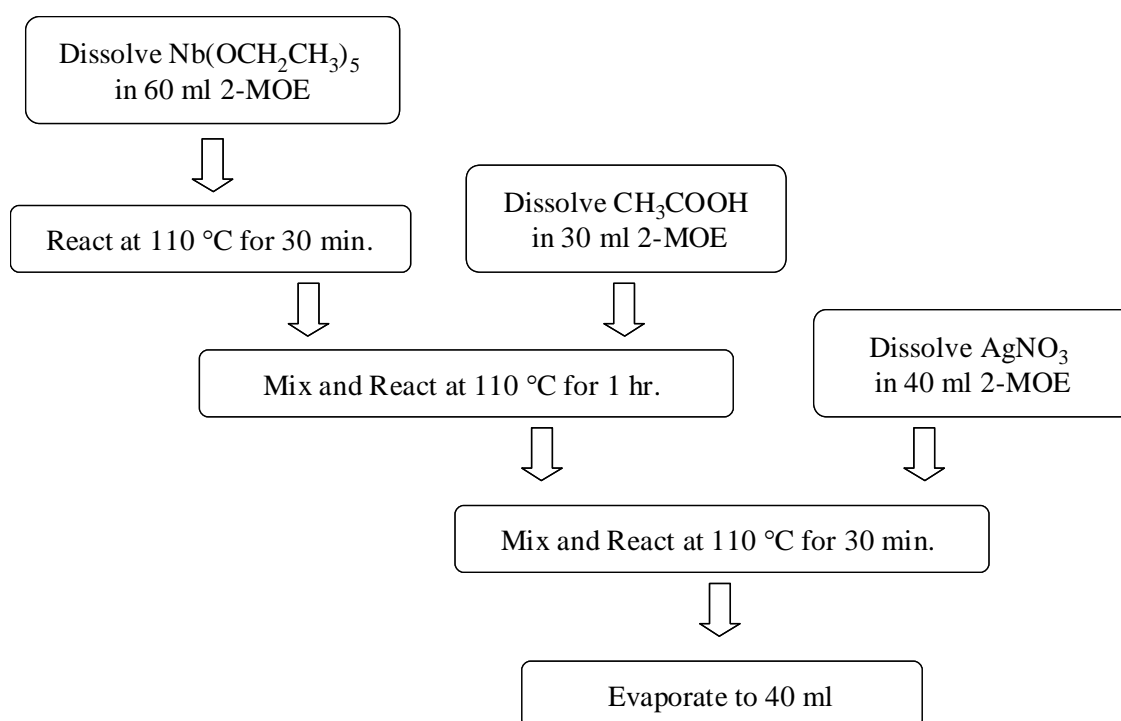 Dissolve Nb(OCH₂CH₃)₅
in 60 ml 2-MOE
React at 110 °C for 30 min.
Dissolve CH₃COOH
in 30 ml 2-MOE
Mix and React at 110 °C for 1 hr.
Dissolve AgNO₃
in 40 ml 2-MOE
Mix and React at 110 °C for 30 min.
Evaporate to 40 ml